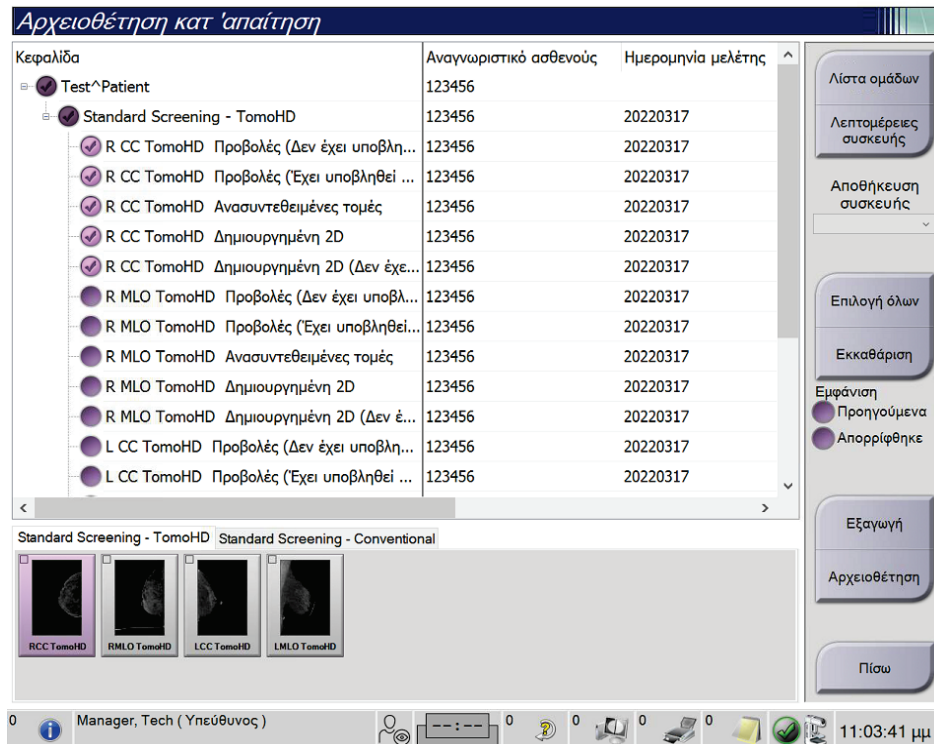 Αρχειοθέτηση κατ 'απαίτηση
Κεφαλίδα Αναγνωριστικό ασθενούς Ημερομηνία μελέτης
Test^Patient 123456
Standard Screening - TomoHD 123456 20220317
R CC TomoHD Προβολές (Δεν έχει υποβλη... 123456 20220317
R CC TomoHD Προβολές (Έχει υποβληθεί ... 123456 20220317
R CC TomoHD Ανασυντεθειμένες τομές 123456 20220317
R CC TomoHD Δημιουργημένη 2D 123456 20220317
R CC TomoHD Δημιουργημένη 2D (Δεν έχε... 123456 20220317
R MLO TomoHD Προβολές (Δεν έχει υποβλ... 123456 20220317
R MLO TomoHD Προβολές (Έχει υποβληθεί... 123456 20220317
R MLO TomoHD Ανασυντεθειμένες τομές 123456 20220317
R MLO TomoHD Δημιουργημένη 2D 123456 20220317
R MLO TomoHD Δημιουργημένη 2D (Δεν έ... 123456 20220317
L CC TomoHD Προβολές (Δεν έχει υποβλη... 123456 20220317
L CC TomoHD Προβολές (Έχει υποβληθεί ... 123456 20220317
Standard Screening - TomoHD Standard Screening - Conventional
RCC TomoHD RMLO TomoHD LCC TomoHD LMLO TomoHD
Λίστα ομάδων
Λεπτομέρειες
συσκευής
Αποθήκευση
συσκευής
Επιλογή όλων
Εκκαθάριση
Εμφάνιση
Προηγούμενα
Απορρίφθηκε
Εξαγωγή
Αρχειοθέτηση
Πίσω
0 Manager, Tech ( Υπεύθυνος ) --:-- 0 0 0 0 11:03:41 μμ